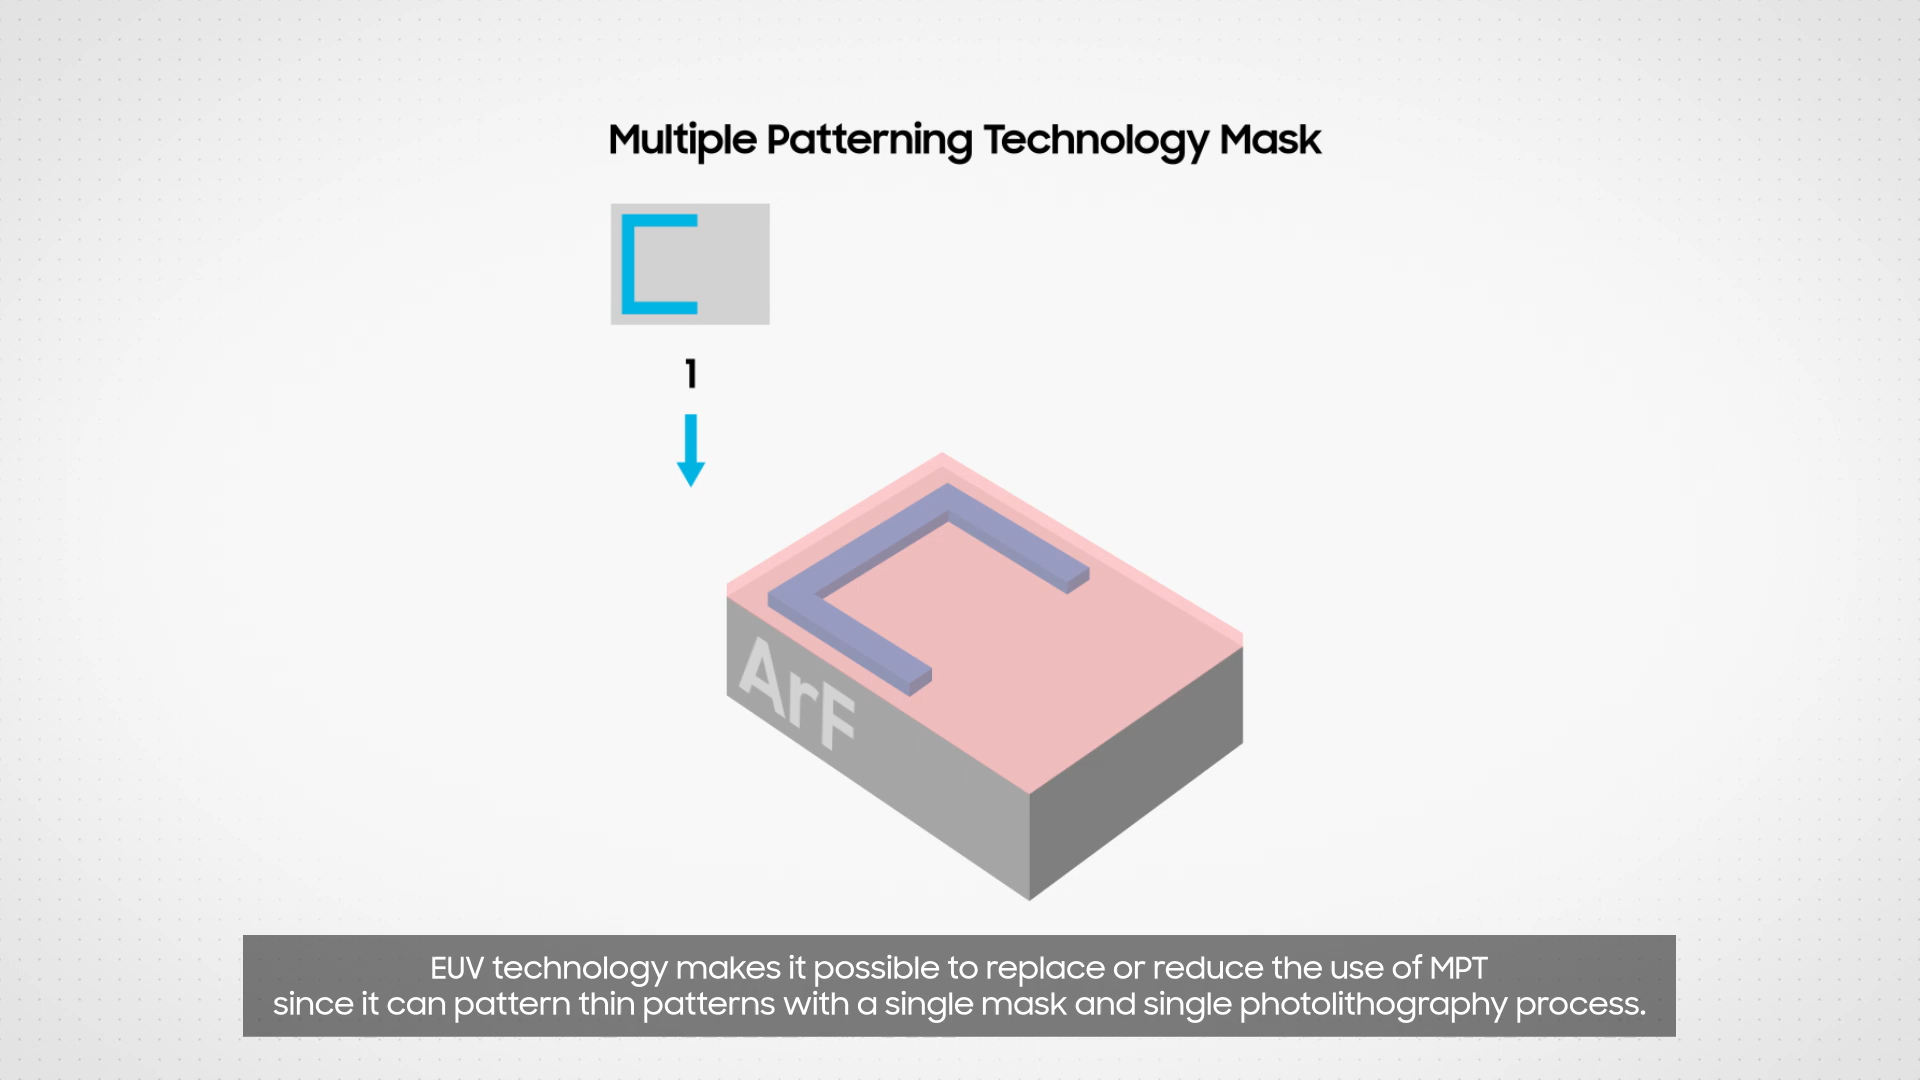 Multiple Patterning Technology Mask
1
ArF
EUV technology makes it possible to replace or reduce the use of MPT
since it can pattern thin patterns with a single mask and single photolithography process.